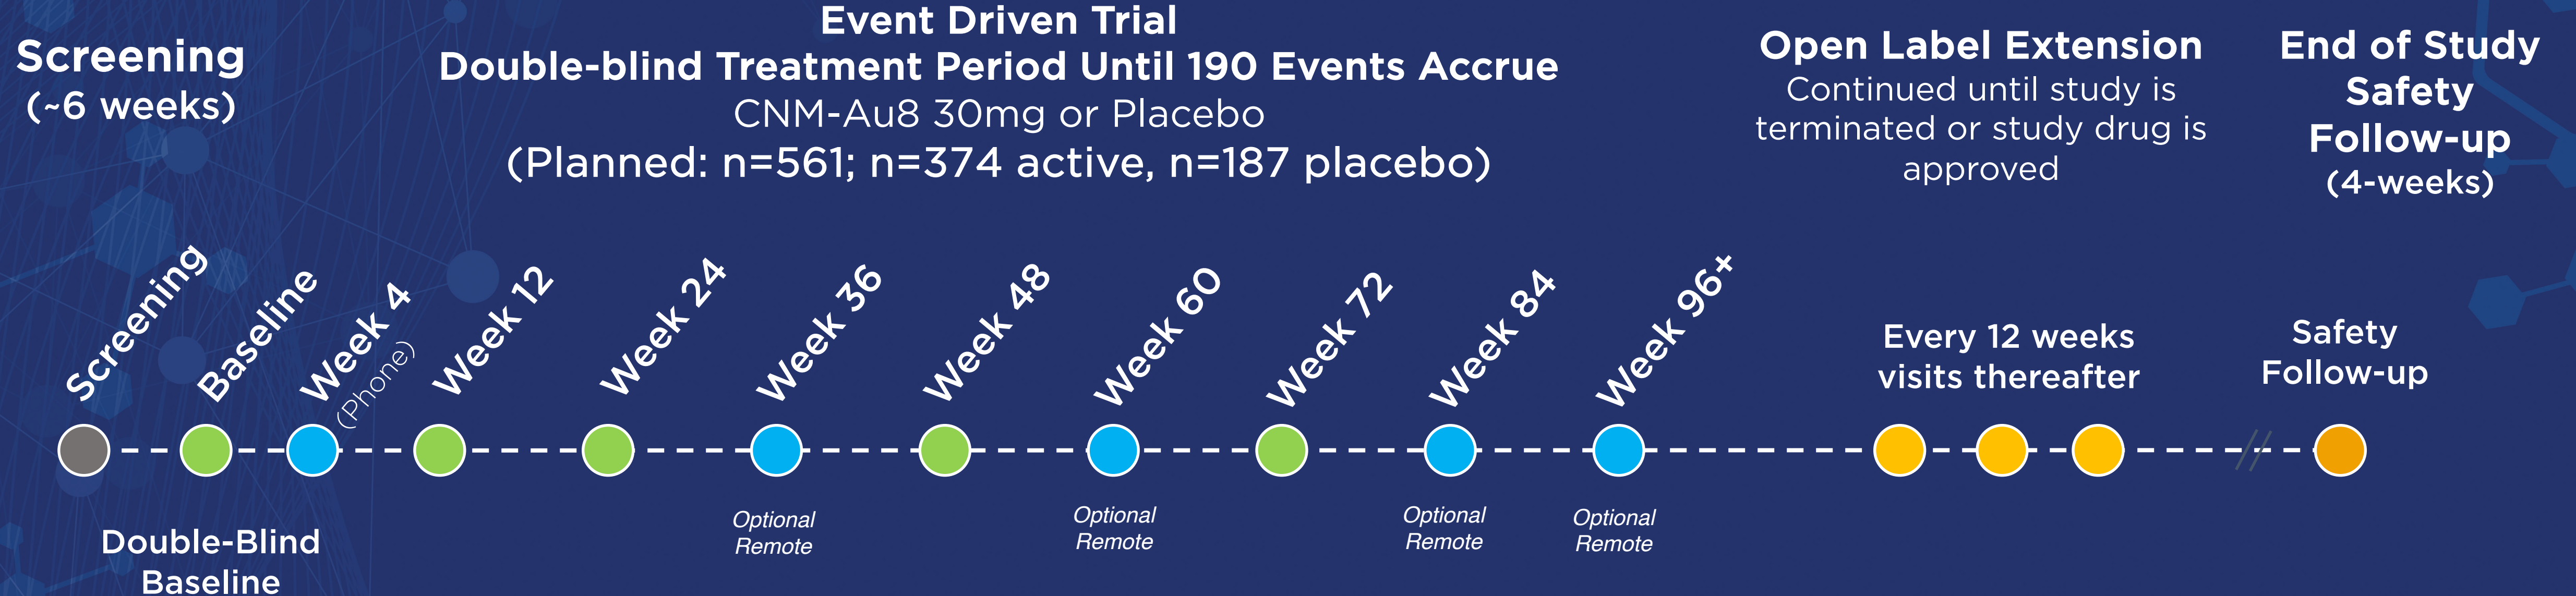 Screening
(~6 weeks)
Event Driven Trial
Double-blind Treatment Period Until 190 Events Accrue
CNM-Au8 30mg or Placebo
(Planned: n=561; n=374 active, n=187 placebo)
Open Label Extension
Continued until study is
terminated or study drug is
approved
End of Study
Safety
Follow-up
(4-weeks)
Screening
Baseline
Week 4
(Phone)
Week 12
Week 24
Week 36
Week 48
Week 60
Week 72
Week 84
Week 96+
Every 12 weeks
visits thereafter
Safety
Follow-up
Optional
Remote
Optional
Remote
Optional
Remote
Optional
Remote
Double-Blind
Baseline